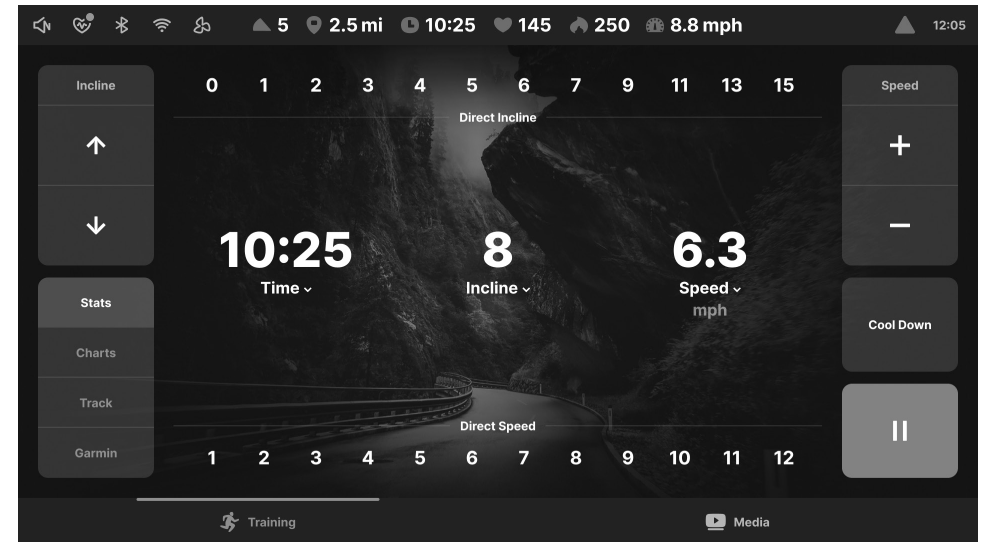 5 2.5 mi 10:25 145 250 8.8 mph 12:05
Incline
0 1 2 3 4 5 6 7 9 11 13 15
Speed
Direct Incline
10:25 8 6.3
Time Incline Speed
mph
Stats
Charts
Track
Garmin
Cool Down
Direct Speed
1 2 3 4 5 6 7 8 9 10 11 12
Training Media